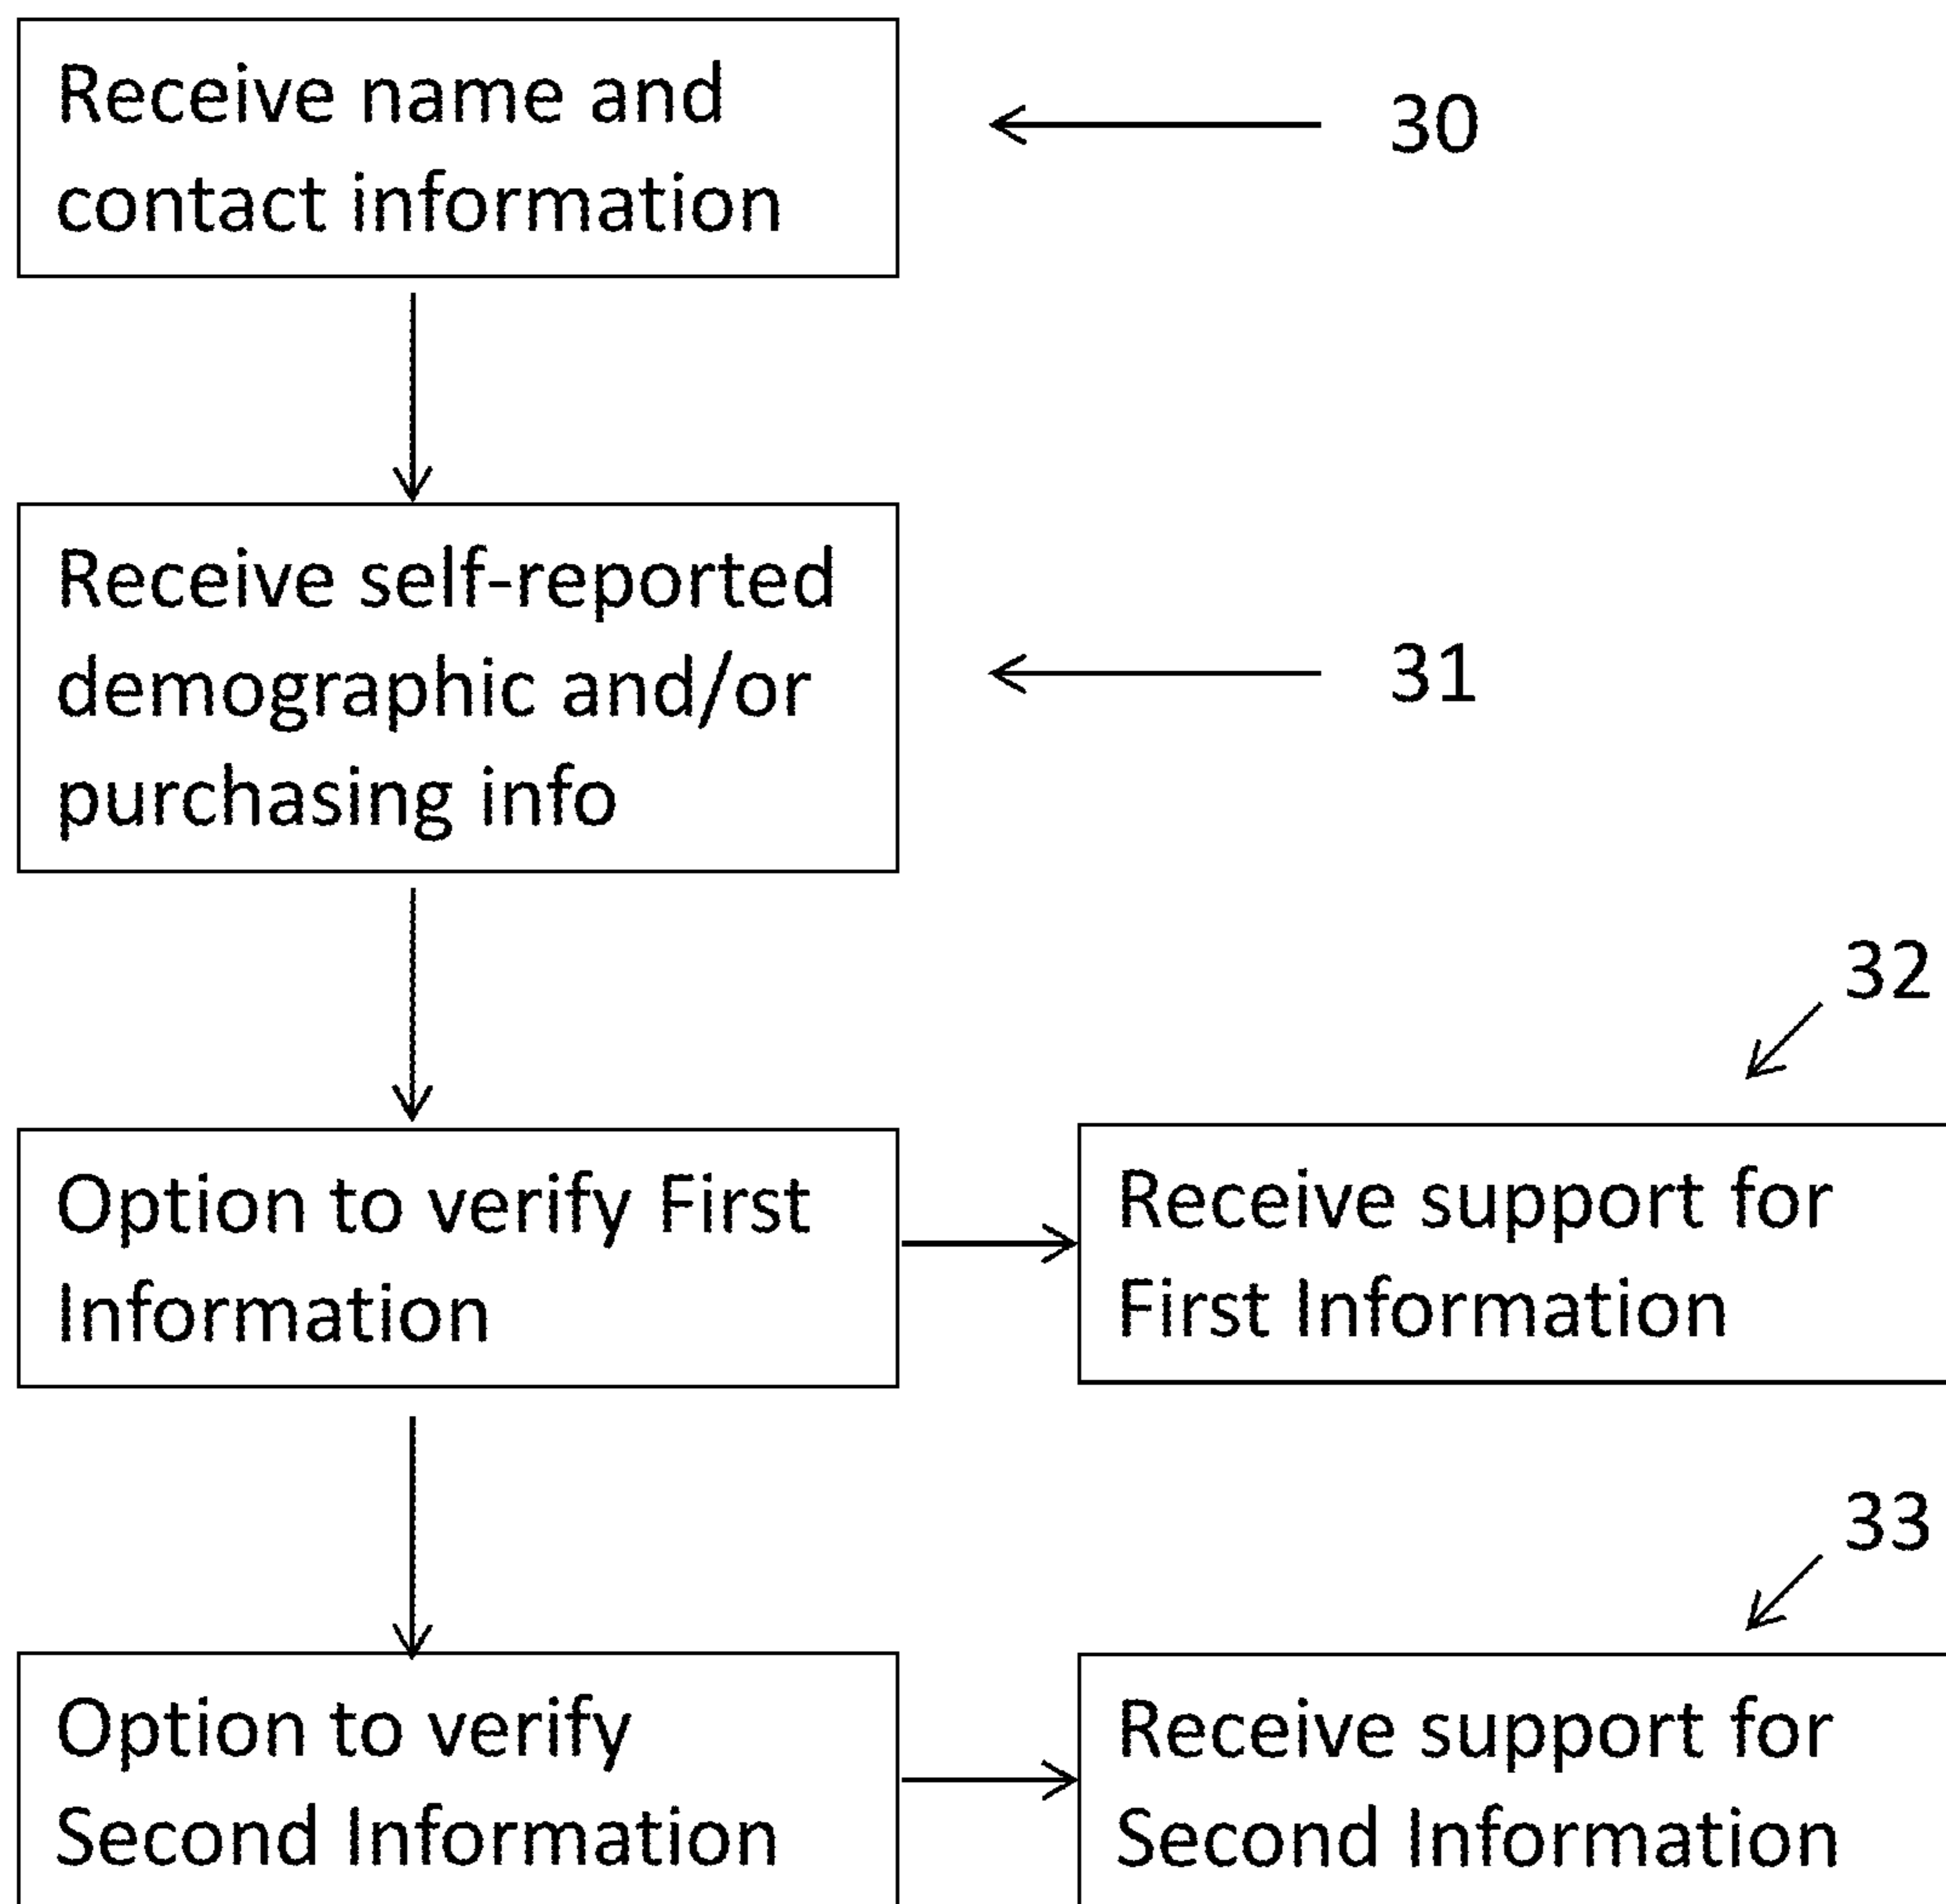 Receive name and
contact information
30
Receive self-reported
demographic and/or
purchasing info
31
32
Option to verify First
Information
Receive support for
First Information
33
Option to verify
Second Information
Receive support for
Second Information